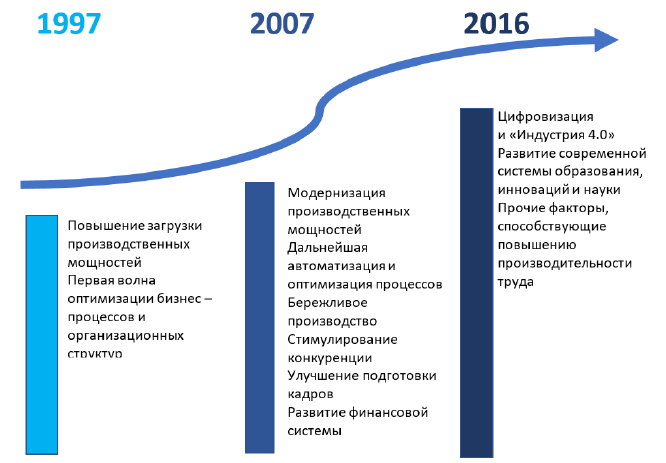 1997
2007
2016
Повышение загрузки
производственных
мощностей
Первая волна
оптимизации бизнес –
процессов и
организационных
структур
Модернизация
производственных
мощностей
Дальнейшая
автоматизация и
оптимизация процессов
Бережливое
производство
Стимулирование
конкуренции
Улучшение подготовки
кадров
Развитие финансовой
системы
Цифровизация
и «Индустрия 4.0»
Развитие современной
системы образования,
инноваций и науки
Прочие факторы,
способствующие
повышению
производительности
труда